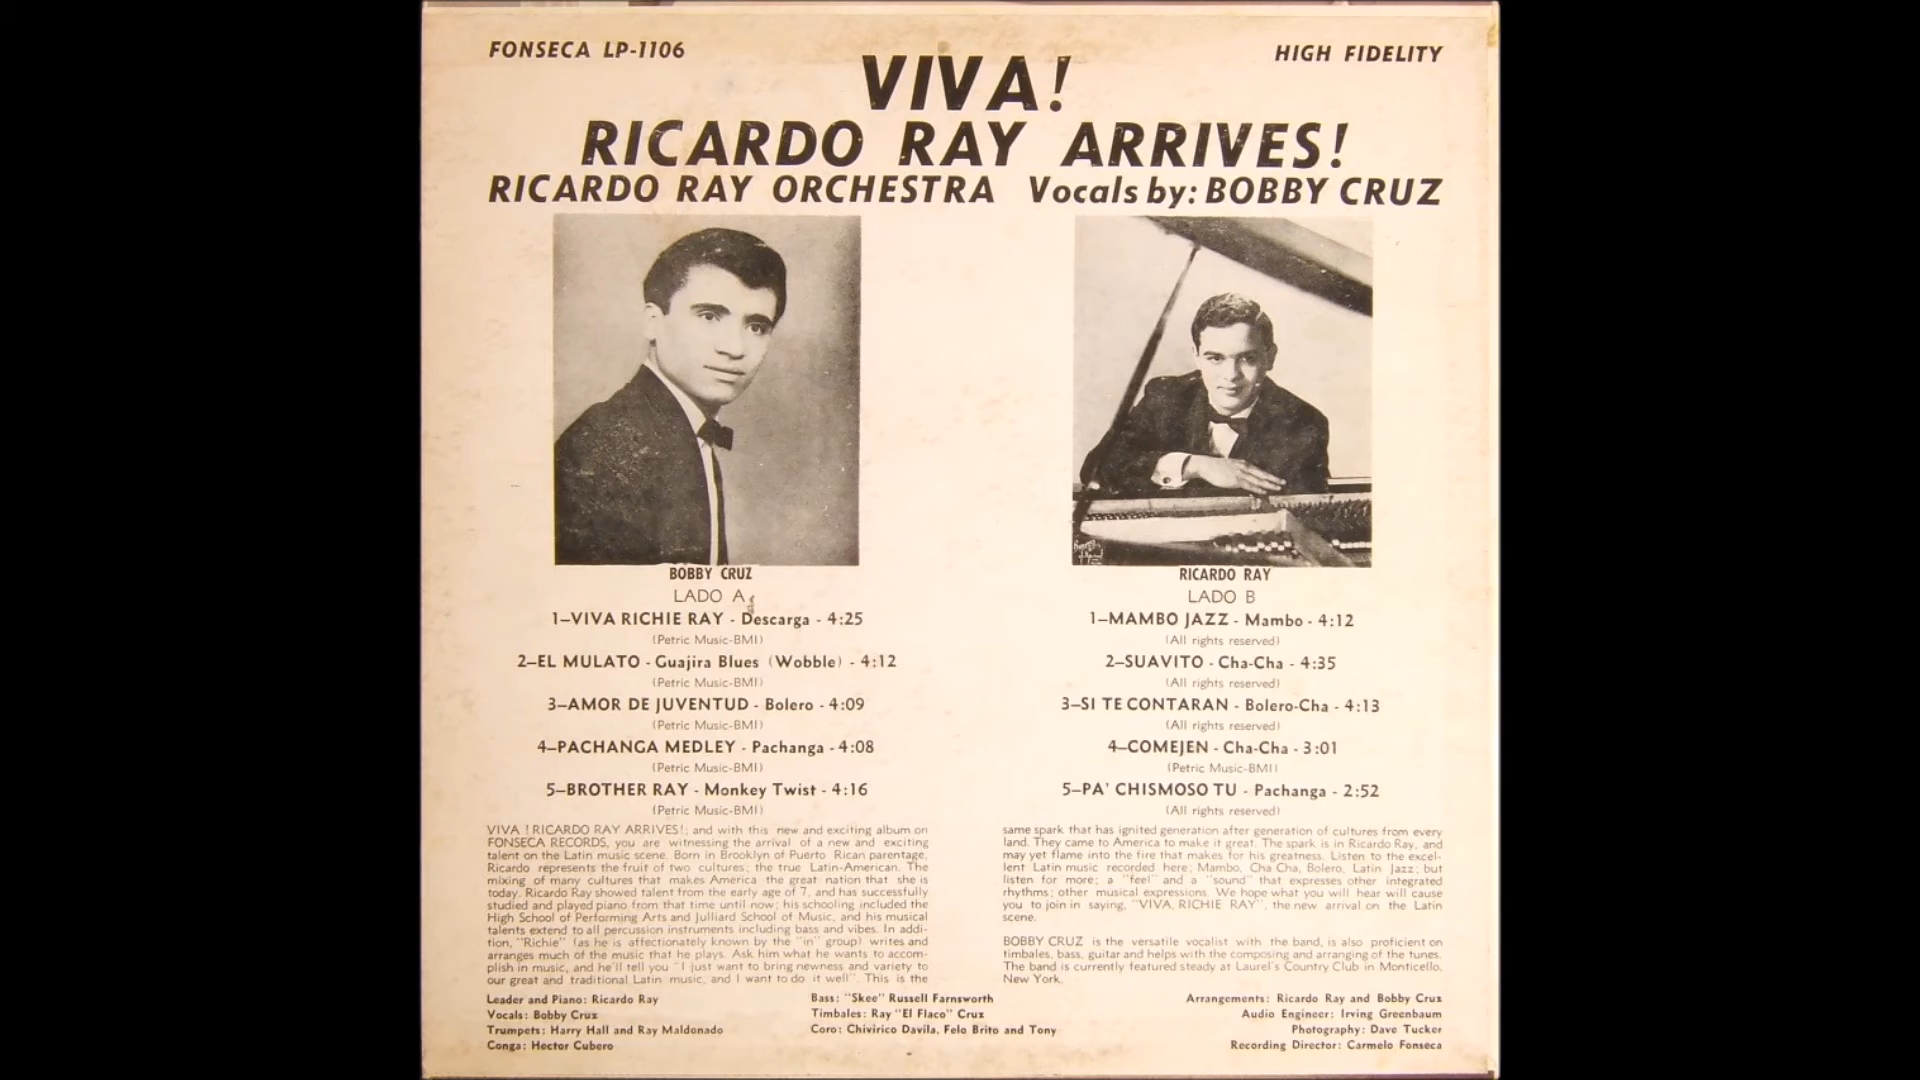 FONSECA LP-1106
HIGH FIDELITY
VIVA!
RICARDO RAY ARRIVES!
RICARDO RAY ORCHESTRA Vocals by: BOBBY CRUZ
BOBBY CRUZ
LADO A
1—VIVA RICHIE RAY - Descarga - 4:25
(Petric Music-BMI)
2—EL MULATO - Guajira Blues (Wobble) - 4:12
(Petric Music-BMI)
3—AMOR DE JUVENTUD - Bolero - 4:09
(Petric Music-BMI)
4—PACHANGA MEDLEY - Pachanga - 4:08
(Petric Music-BMI)
5—BROTHER RAY - Monkey Twist - 4:16
(Petric Music-BMI)
RICARDO RAY
LADO B
1—MAMBO JAZZ - Mambo - 4:12
(All rights reserved)
2—SUAVITO - Cha-Cha - 4:35
(All rights reserved)
3—SI TE CONTARAN - Bolero-Cha - 4:13
(All rights reserved)
4—COMEJEN - Cha-Cha - 3:01
(Petric Music-BMI)
5—PA' CHISMOSO TU - Pachanga - 2:52
(All rights reserved)
VIVA ! RICARDO RAY ARRIVES!; and with this new and exciting album on
FONSECA RECORDS, you are witnessing the arrival of a new and exciting
talent on the Latin music scene. Born in Brooklyn of Puerto Rican parentage,
Ricardo represents the fruit of two cultures; the true Latin-American. The
mixing of many cultures that makes America the great nation that she is
today. Ricardo Ray showed talent from the early age of 7, and has successfully
studied and played piano from that time until now; his schooling included the
High School of Performing Arts and Julliard School of Music, and his musical
talents extend to all percussion instruments including bass and vibes. In addi-
tion, "Richie" (as he is affectionately known by the "in" group) writes and
arranges much of the music that he plays. Ask him what he wants to accom-
plish in music, and he'll tell you "I just want to bring newness and variety to
our great and traditional Latin music, and I want to do it well". This is the
same spark that has ignited generation after generation of cultures from every
land. They came to America to make it great. The spark is in Ricardo Ray, and
may yet flame into the fire that makes for his greatness. Listen to the excel-
lent Latin music recorded here; Mambo, Cha Cha, Bolero, Latin Jazz; but
listen for more; a "feel" and a "sound" that expresses other integrated
rhythms; other musical expressions. We hope what you will hear will cause
you to join in saying, "VIVA, RICHIE RAY", the new arrival on the Latin
scene.
BOBBY CRUZ is the versatile vocalist with the band, is also proficient on
timbales, bass, guitar and helps with the composing and arranging of the tunes.
The band is currently featured steady at Laurel's Country Club in Monticello,
New York.
Leader and Piano: Ricardo Ray
Vocals: Bobby Cruz
Trumpets: Harry Hall and Ray Maldonado
Conga: Hector Cubero
Bass: "Skee" Russell Farnsworth
Timbales: Ray "El Flaco" Cruz
Coro: Chivirico Davila, Felo Brito and Tony
Arrangements: Ricardo Ray and Bobby Cruz
Audio Engineer: Irving Greenbaum
Photography: Dave Tucker
Recording Director: Carmelo Fonseca